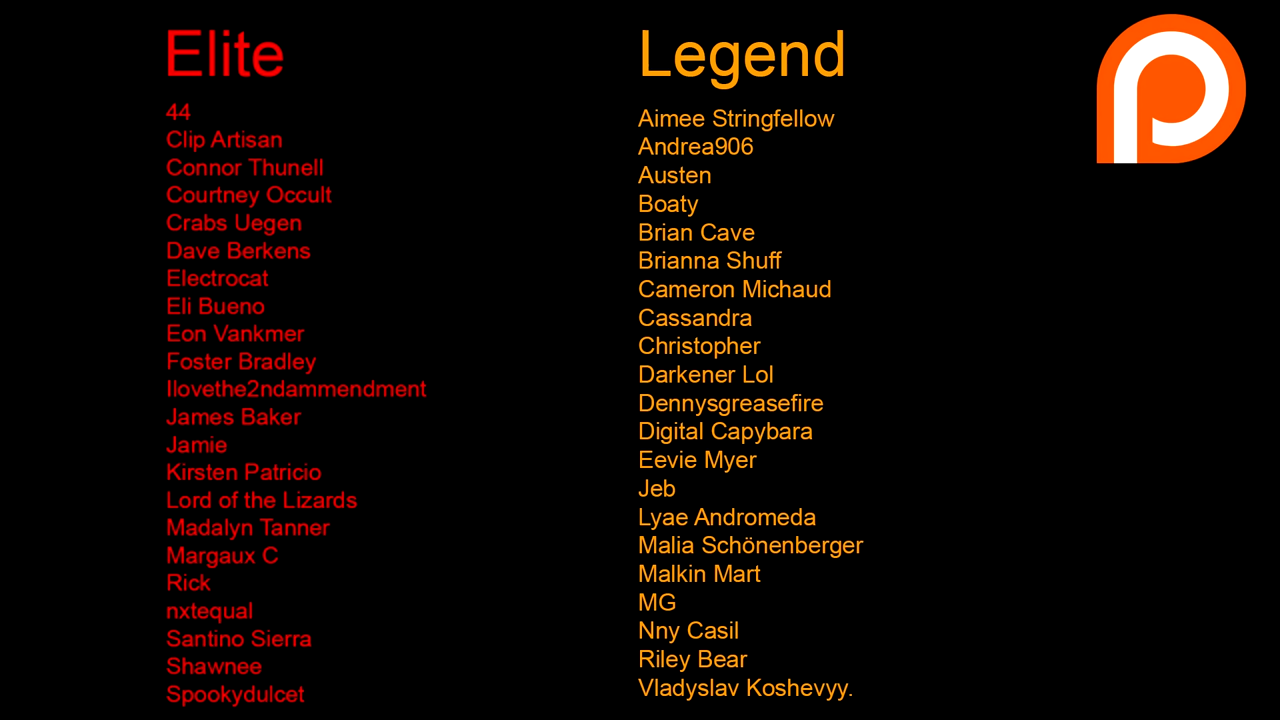 Elite
44
Clip Artisan
Connor Thunell
Courtney Occult
Crabs Uegen
Dave Berkens
Electrocat
Eli Bueno
Eon Vankmer
Foster Bradley
Ilovethe2ndammendment
James Baker
Jamie
Kirsten Patricio
Lord of the Lizards
Madalyn Tanner
Margaux C
Rick
nxtequal
Santino Sierra
Shawnee
Spookydulcet
Legend
Aimee Stringfellow
Andrea906
Austen
Boaty
Brian Cave
Brianna Shuff
Cameron Michaud
Cassandra
Christopher
Darkener Lol
Dennysgreasefire
Digital Capybara
Eevie Myer
Jeb
Lyae Andromeda
Malia Schönenberger
Malkin Mart
MG
Nny Casil
Riley Bear
Vladyslav Koshevyy.